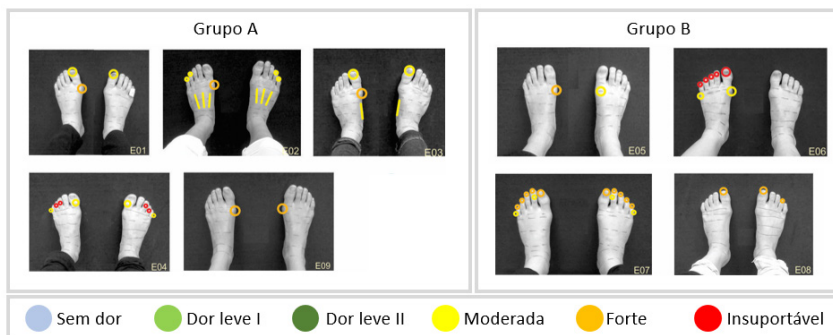 Grupo A
E01
E02
E03
E04
E09
Grupo B
E05
E06
E07
E08
Sem dor
Dor leve I
Dor leve II
Moderada
Forte
Insuportável